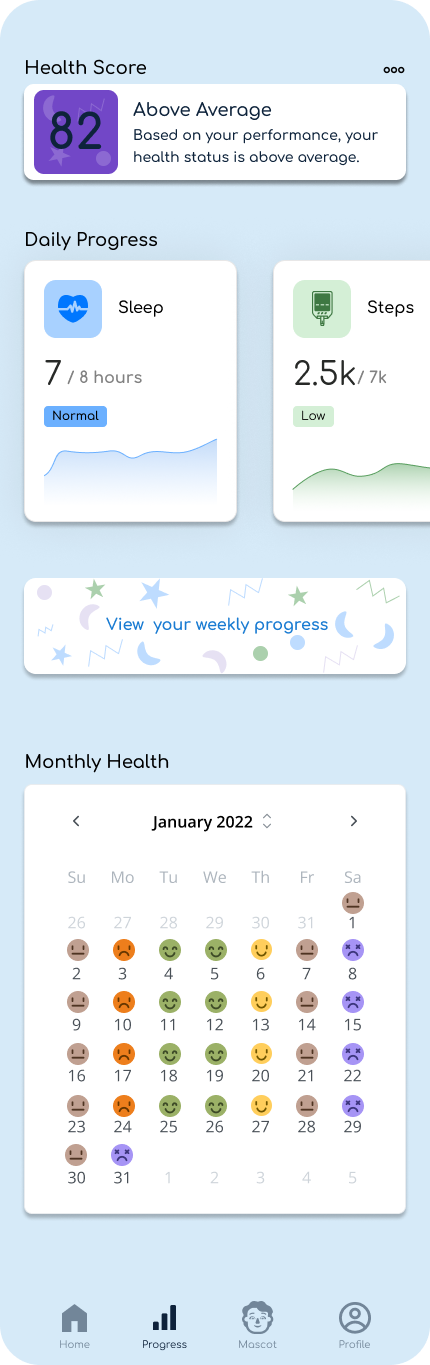 Health Score
82
Above Average
Based on your performance, your
health status is above average.
Daily Progress
Sleep
7 / 8 hours
Normal
Steps
2.5k/ 7k
Low
View your weekly progress
Monthly Health
January 2022
Su Mo Tu We Th Fr Sa
26 27 28 29 30 31 1
2 3 4 5 6 7 8
9 10 11 12 13 14 15
16 17 18 19 20 21 22
23 24 25 26 27 28 29
30 31 1 2 3 4 5
Home Progress Mascot Profile